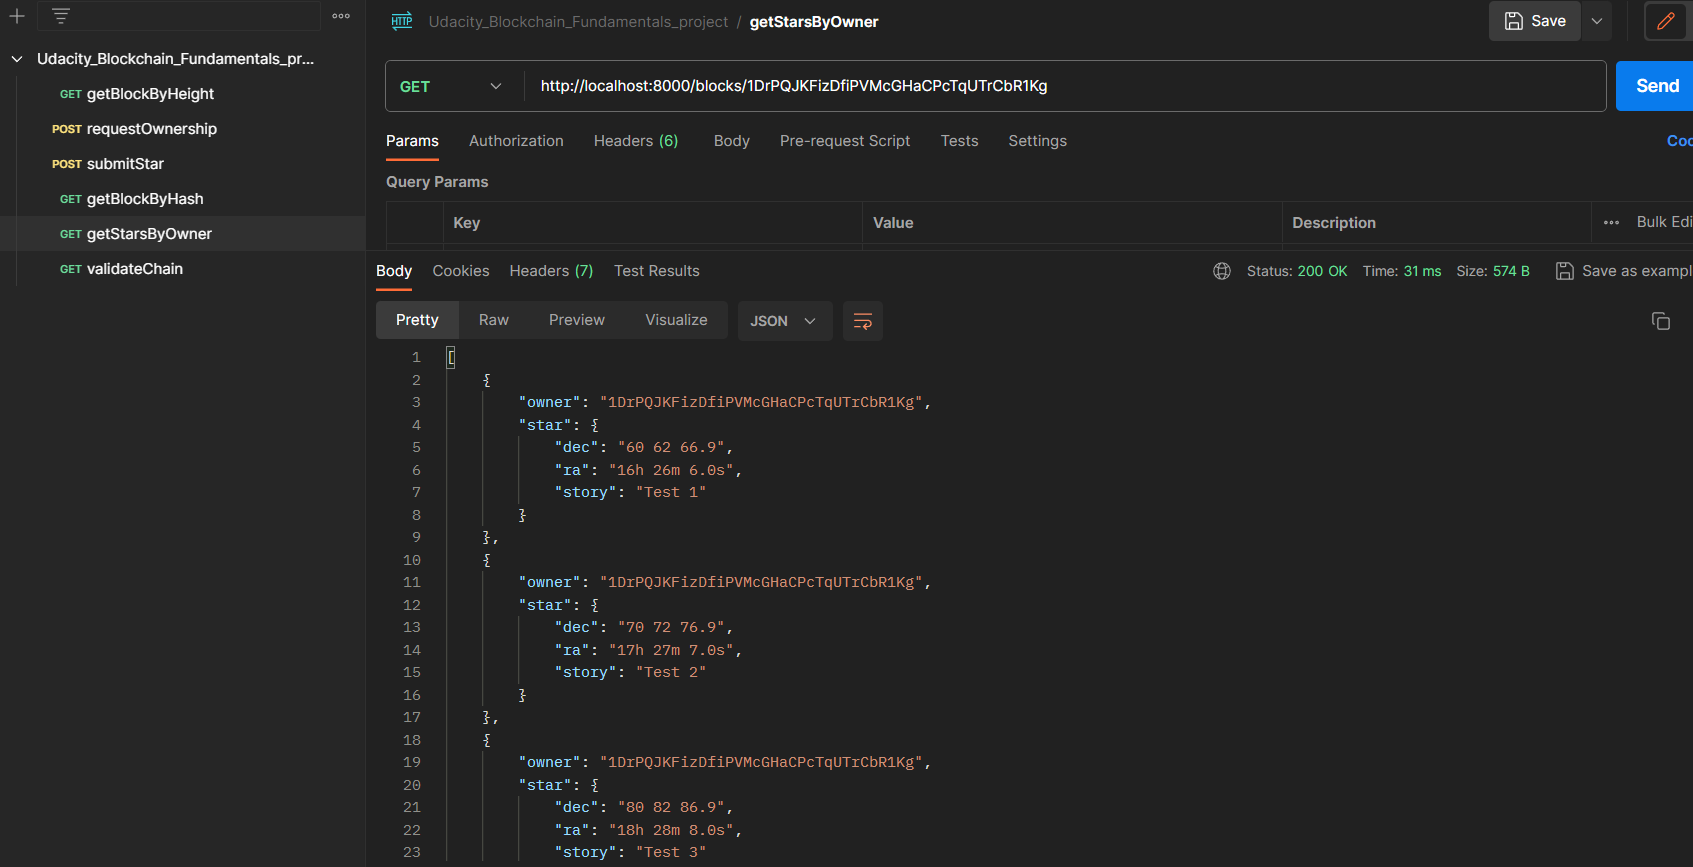 Udacity_Blockchain_Fundamentals_project / getStarsByOwner
Save
Udacity_Blockchain_Fundamentals_pr...
GET getBlockByHeight
POST requestOwnership
POST submitStar
GET getBlockByHash
GET getStarsByOwner
GET validateChain
GET http://localhost:8000/blocks/1DrPQJKFizDfiPVMcGHaCPcTqUTrCbR1Kg
Send
Params Authorization Headers (6) Body Pre-request Script Tests Settings Coo
Query Params
Key Value Description ••• Bulk Edi
Body Cookies Headers (7) Test Results Status: 200 OK Time: 31 ms Size: 574 B Save as exampl
Pretty Raw Preview Visualize JSON
1 [
2 {
3 "owner": "1DrPQJKFizDfiPVMcGHaCPcTqUTrCbR1Kg",
4 "star": {
5 "dec": "60 62 66.9",
6 "ra": "16h 26m 6.0s",
7 "story": "Test 1"
8 }
9 },
10 {
11 "owner": "1DrPQJKFizDfiPVMcGHaCPcTqUTrCbR1Kg",
12 "star": {
13 "dec": "70 72 76.9",
14 "ra": "17h 27m 7.0s",
15 "story": "Test 2"
16 }
17 },
18 {
19 "owner": "1DrPQJKFizDfiPVMcGHaCPcTqUTrCbR1Kg",
20 "star": {
21 "dec": "80 82 86.9",
22 "ra": "18h 28m 8.0s",
23 "story": "Test 3"